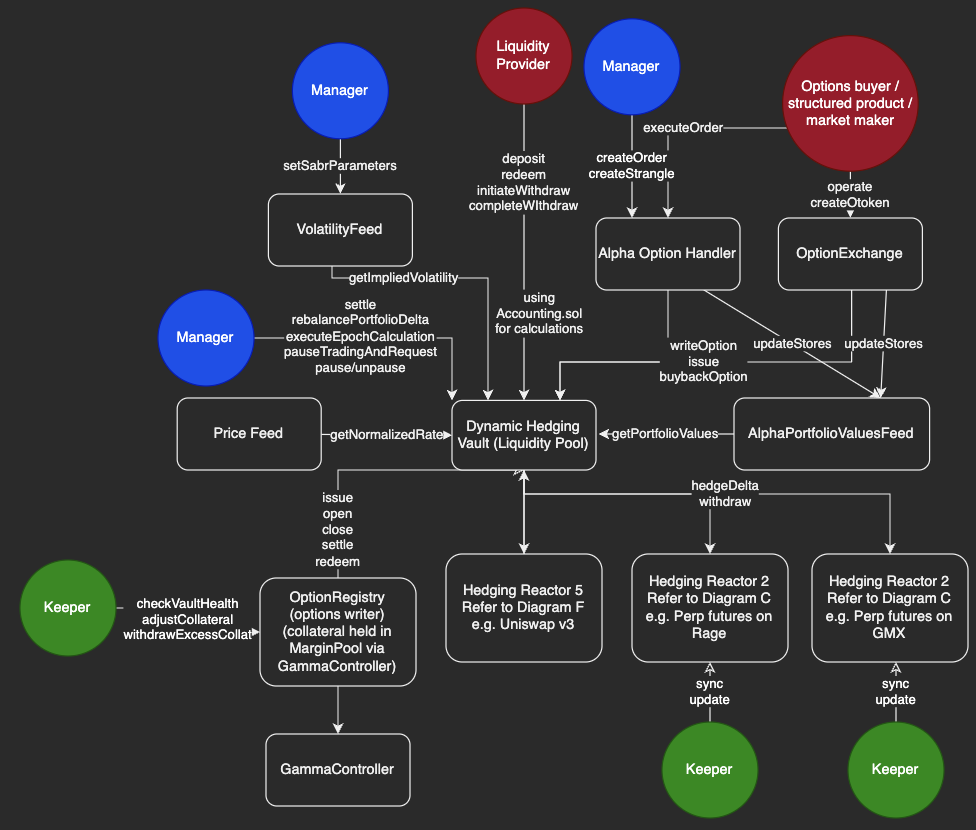 Liquidity
Provider
Manager
Manager
Options buyer /
structured product /
market maker
executeOrder
createOrder
createStrangle
deposit
redeem
initiateWithdraw
completeWIthdraw
setSabrParameters
operate
createOtoken
VolatilityFeed
Alpha Option Handler
OptionExchange
getImpliedVolatility
using
Accounting.sol
for calculations
Manager
settle
rebalancePortfolioDelta
executeEpochCalculation
pauseTradingAndRequest
pause/unpause
writeOption
issue
buybackOption
updateStores
updateStores
Price Feed
getNormalizedRate
Dynamic Hedging
Vault (Liquidity Pool)
getPortfolioValues
AlphaPortfolioValuesFeed
hedgeDelta
withdraw
issue
open
close
settle
redeem
Keeper
checkVaultHealth
adjustCollateral
withdrawExcessCollat
OptionRegistry
(options writer)
(collateral held in
MarginPool via
GammaController)
Hedging Reactor 5
Refer to Diagram F
e.g. Uniswap v3
Hedging Reactor 2
Refer to Diagram C
e.g. Perp futures on
Rage
Hedging Reactor 2
Refer to Diagram C
e.g. Perp futures on
GMX
sync
update
sync
update
GammaController
Keeper
Keeper